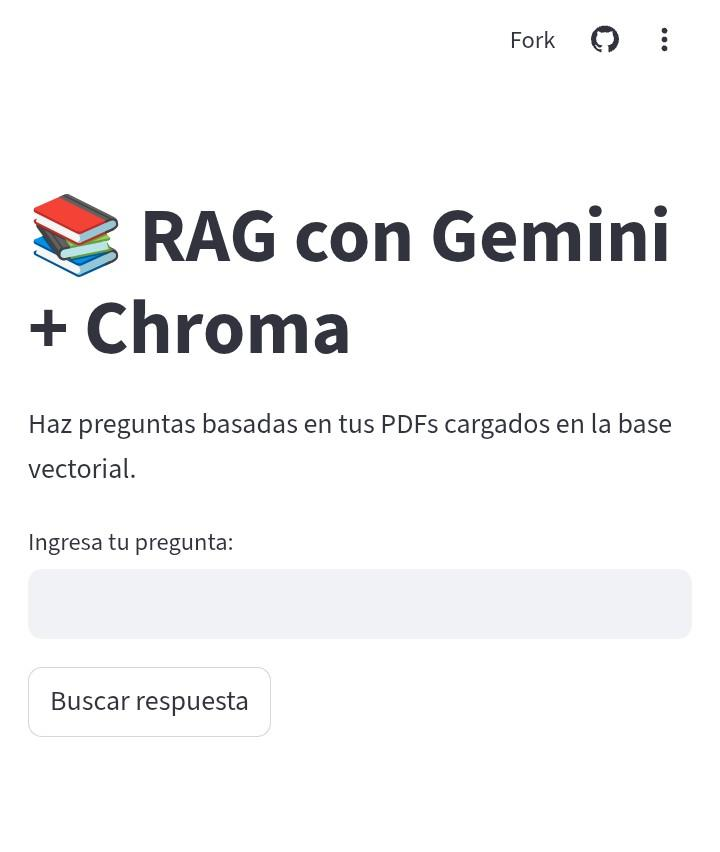 Fork
📚 RAG con Gemini
+ Chroma
Haz preguntas basadas en tus PDFs cargados en la base
vectorial.
Ingresa tu pregunta:
Buscar respuesta